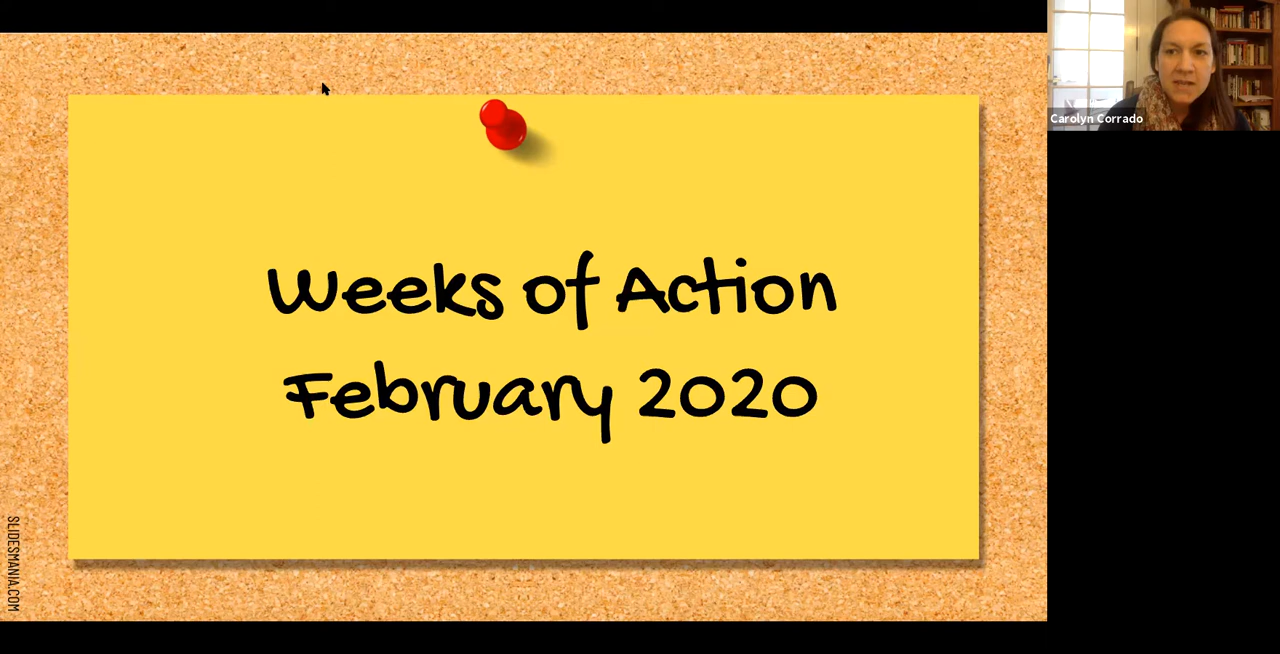 Weeks of Action
February 2020
Carolyn Corrado
SLIDESMANIA.COM